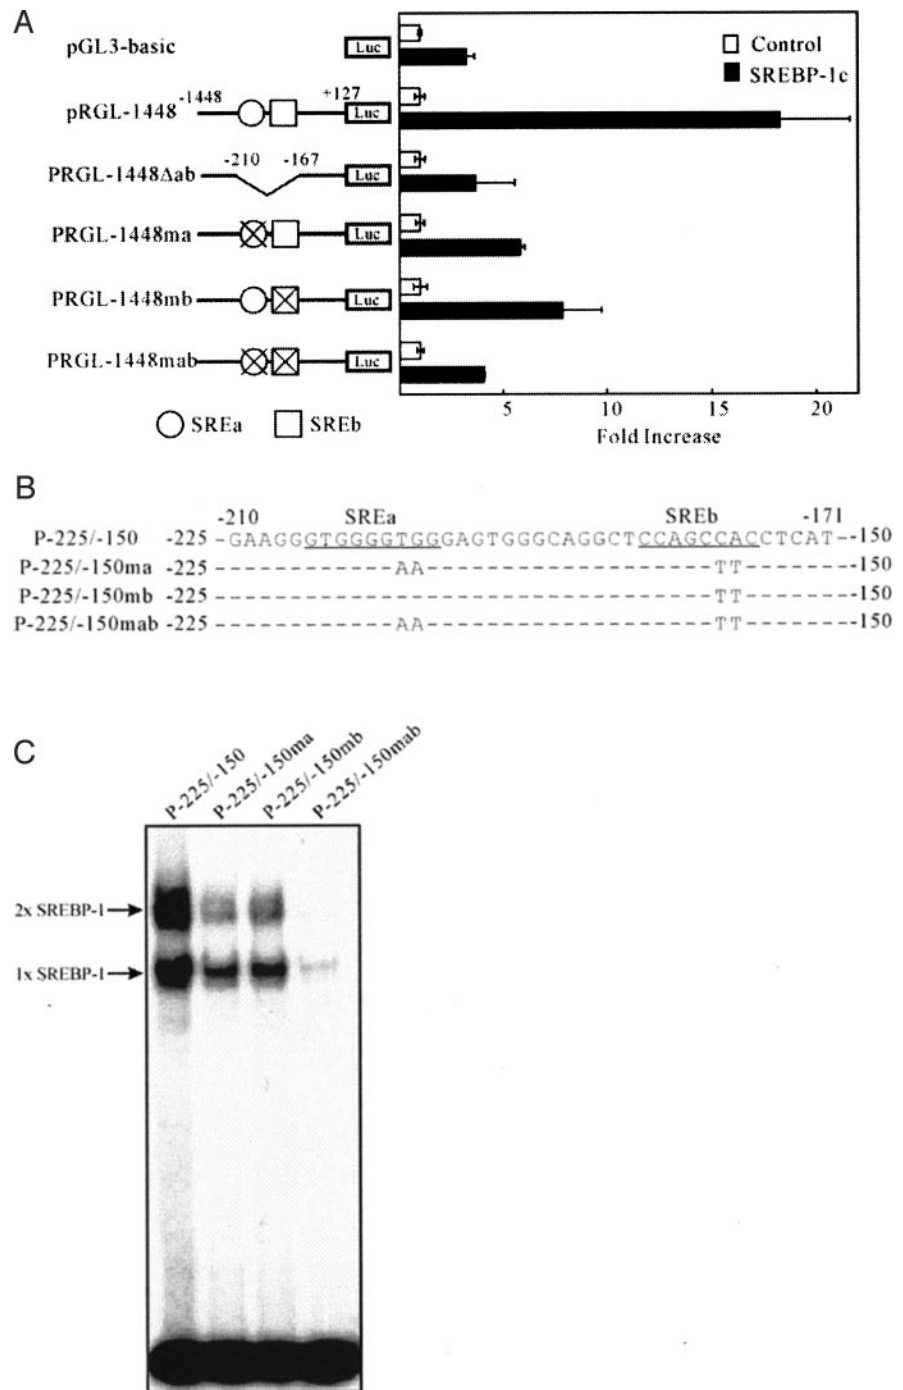 A
pGL3-basic Luc
Control
SREBP-1c
pRGL-1448 -1448 +127 Luc
PRGL-1448Δab -210 -167 Luc
PRGL-1448ma Luc
PRGL-1448mb Luc
PRGL-1448mab Luc
SREa SREb
5 10 15 20
Fold Increase
B
-210 SREa SREb -171
P-225/-150 -225 -GAAGGGTGGGGTGGGAGTGGGCAGGCTCCAGCCACCTCAT--150
P-225/-150ma -225 -----------AA------------------TT--------150
P-225/-150mb -225 -------------------------------TT--------150
P-225/-150mab -225 -----------AA------------------TT--------150
C
P-225/-150
P-225/-150ma
P-225/-150mb
P-225/-150mab
2x SREBP-1
1x SREBP-1